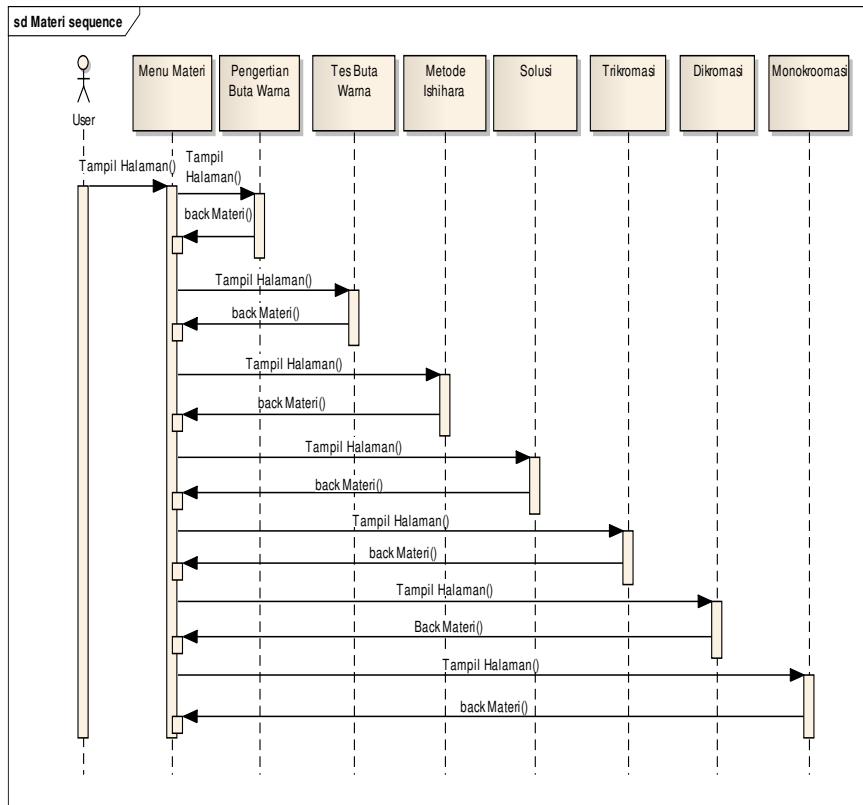 sd Materi sequence
User
Menu Materi
Pengertian
Buta Warna
Tes Buta
Warna
Metode
Ishihara
Solusi
Trikromasi
Dikromasi
Monokroomasi
Tampil Halaman()
Tampil
Halaman()
back Materi()
Tampil Halaman()
back Materi()
Tampil Halaman()
back Materi()
Tampil Halaman()
back Materi()
Tampil Halaman()
back Materi()
Tampil Halaman()
Back Materi()
Tampil Halaman()
back Materi()